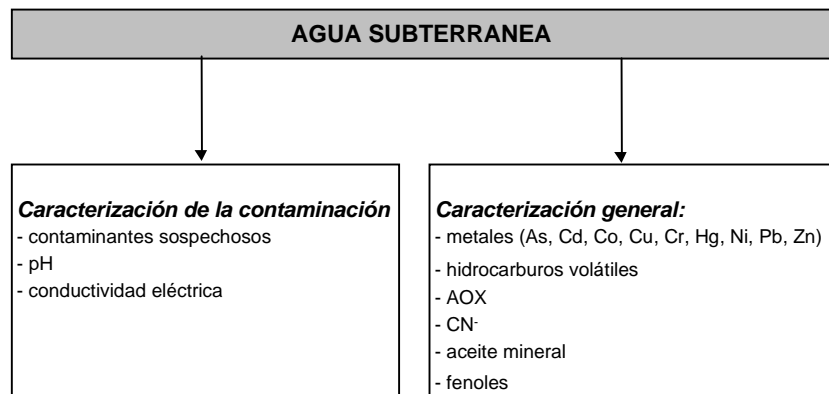 AGUA SUBTERRANEA
Caracterización de la contaminación
- contaminantes sospechosos
- pH
- conductividad eléctrica
Caracterización general:
- metales (As, Cd, Co, Cu, Cr, Hg, Ni, Pb, Zn)
- hidrocarburos volátiles
- AOX
- CN-
- aceite mineral
- fenoles